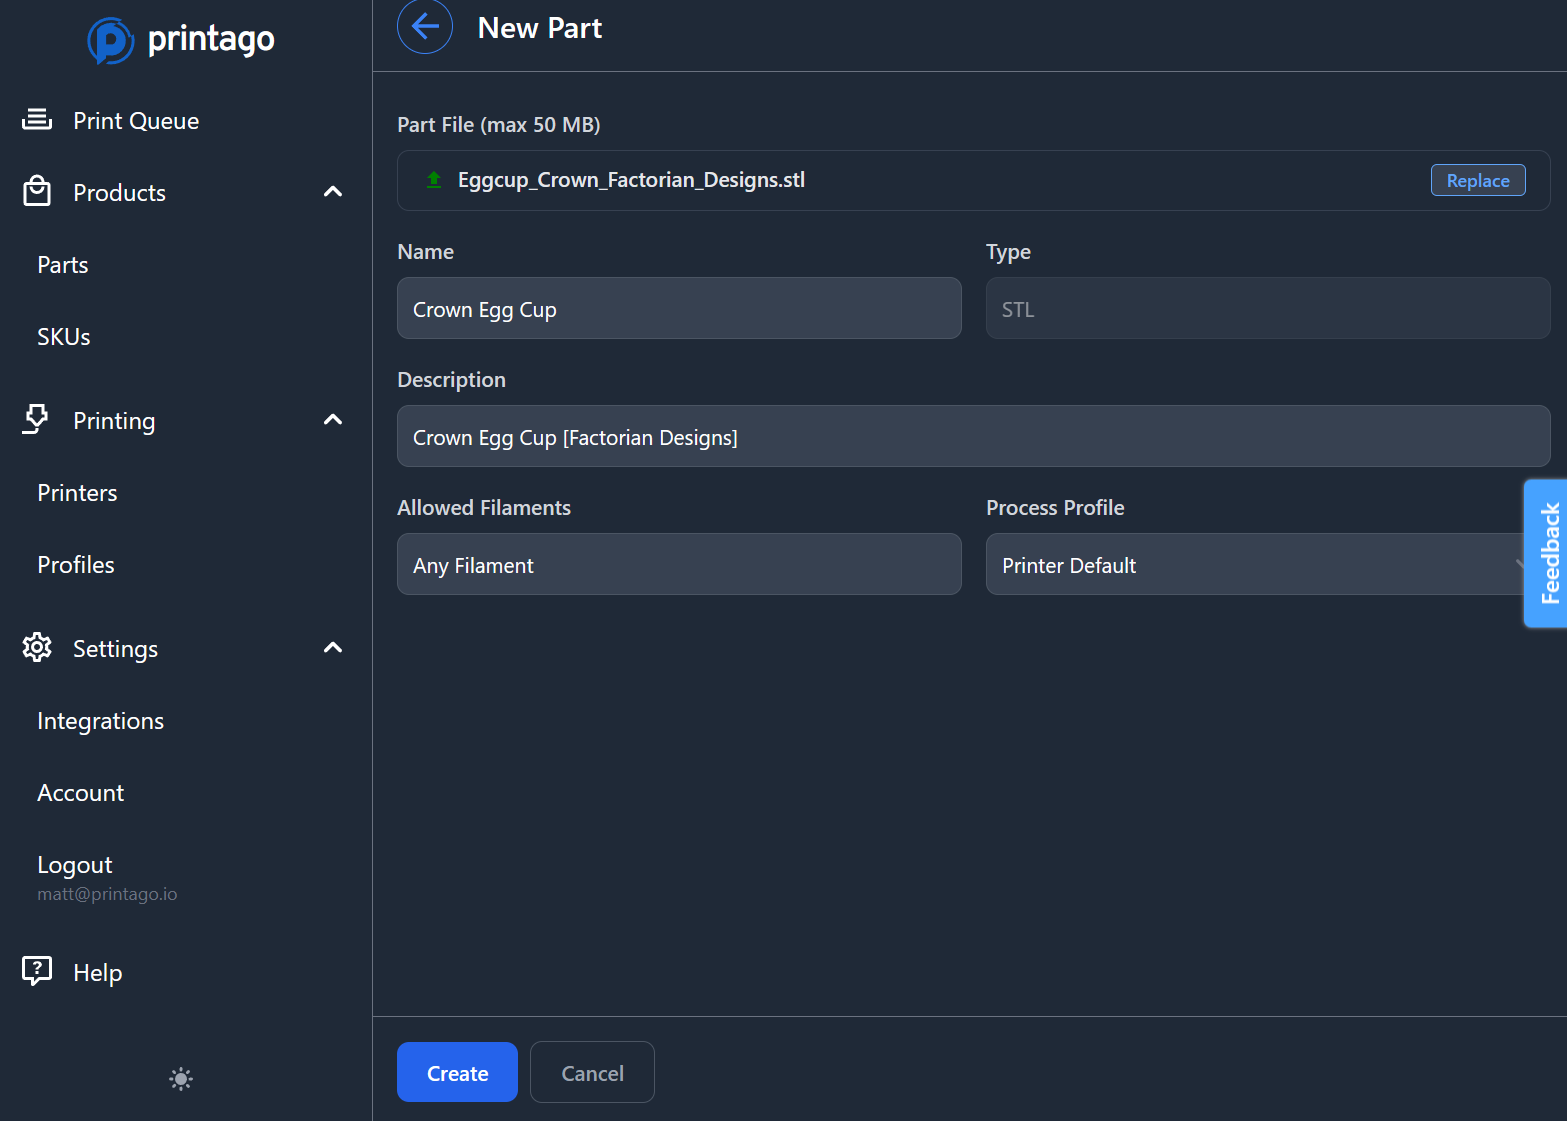 printago
Print Queue
Products
Parts
SKUs
Printing
Printers
Profiles
Settings
Integrations
Account
Logout
matt@printago.io
Help
New Part
Part File (max 50 MB)
Eggcup_Crown_Factorian_Designs.stl
Replace
Name
Type
Crown Egg Cup
STL
Description
Crown Egg Cup [Factorian Designs]
Allowed Filaments
Process Profile
Any Filament
Printer Default
Feedback
Create
Cancel